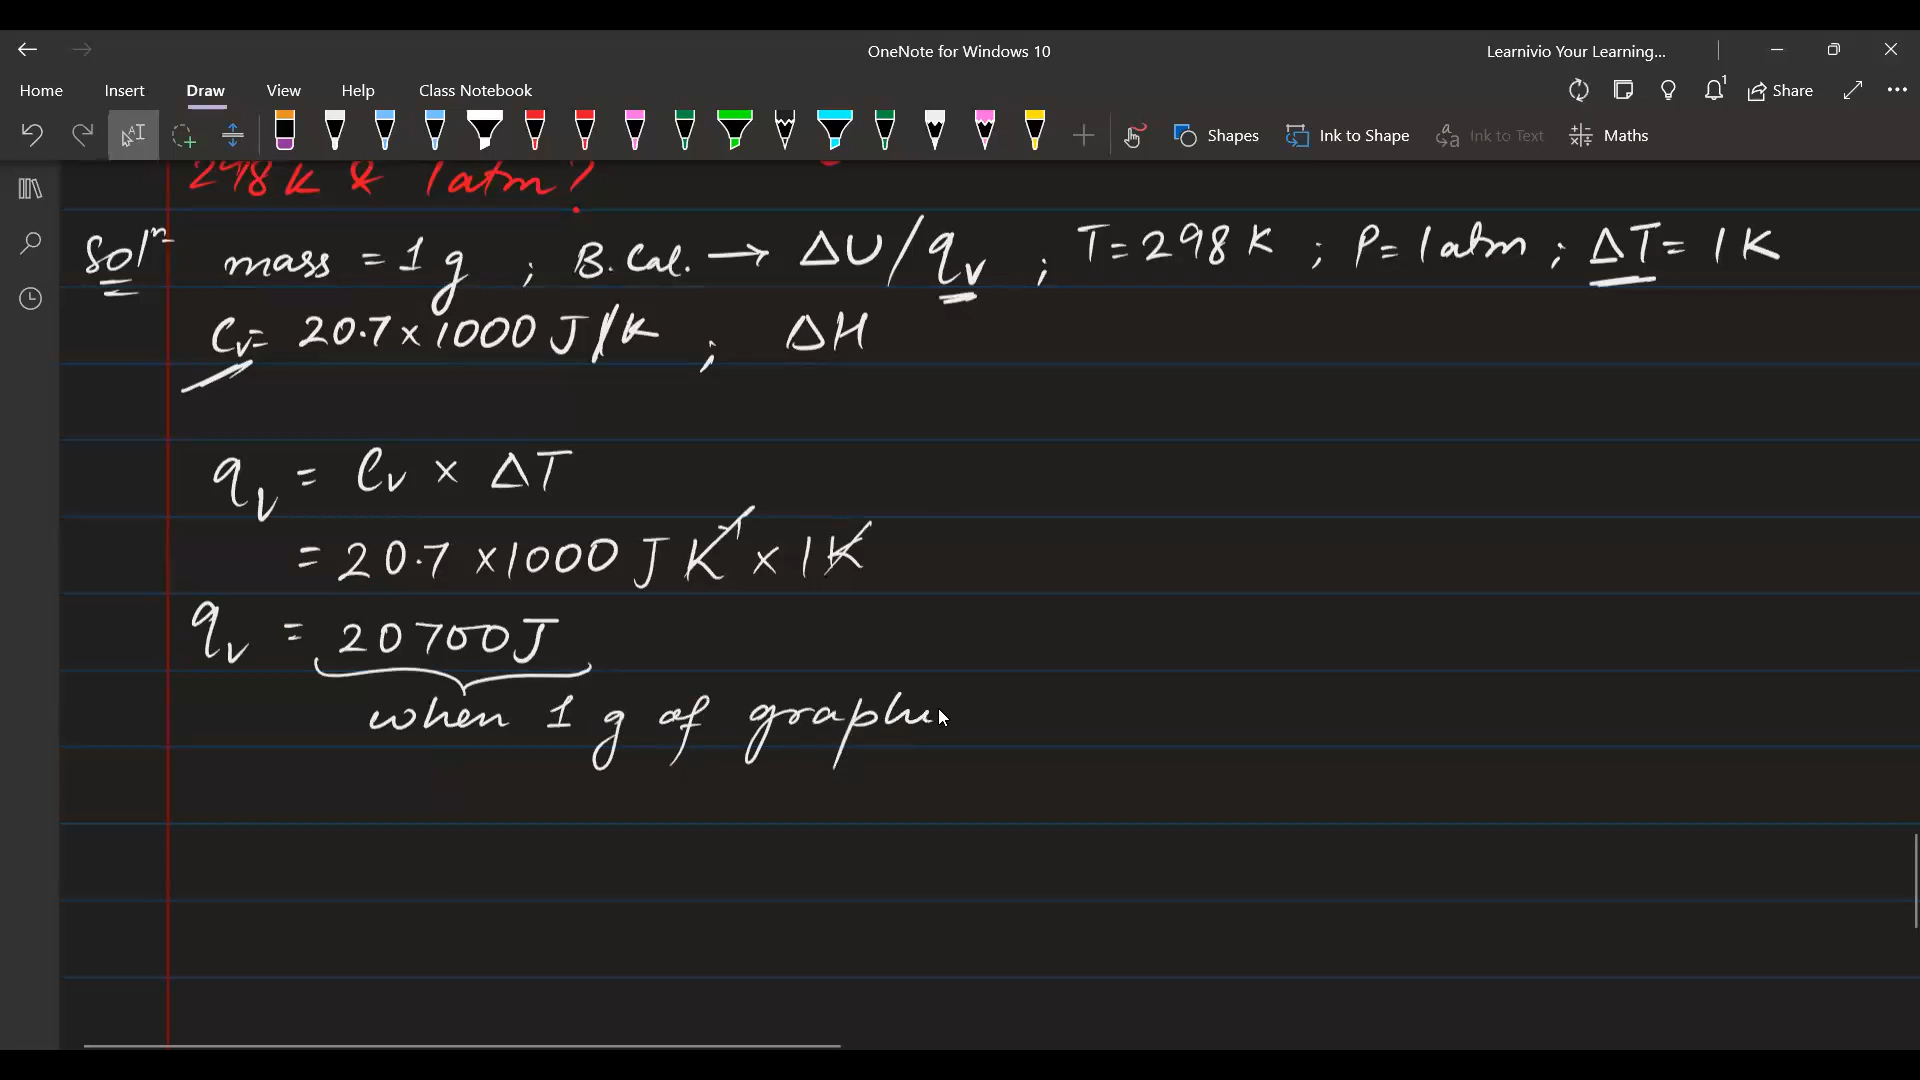 OneNote for Windows 10
Learnivio Your Learning...
Home Insert Draw View Help Class Notebook
1 Share
Shapes Ink to Shape Ink to Text Maths
298 K & 1 atm?
Solⁿ mass = 1 g ; B. Cal. → ΔU/qᵥ ; T = 298 K ; P = 1 atm ; ΔT = 1 K
Cᵥ = 20.7 × 1000 J/K ; ΔH
qᵥ = Cᵥ × ΔT
= 20.7 × 1000 J K⁻¹ × 1 K
qᵥ = 20700 J
when 1 g of